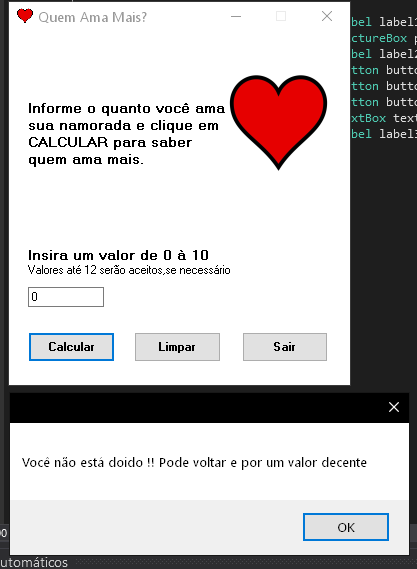 Quem Ama Mais?
bel label1
ctureBox p
bel label2
tton butto
tton butto
tton butto
xtBox text
bel label3
Informe o quanto você ama
sua namorada e clique em
CALCULAR para saber
quem ama mais.
Insira um valor de 0 à 10
Valores até 12 serão aceitos,se necessário
0
Calcular Limpar Sair
Você não está doido !! Pode voltar e por um valor decente
OK
00
utomáticos